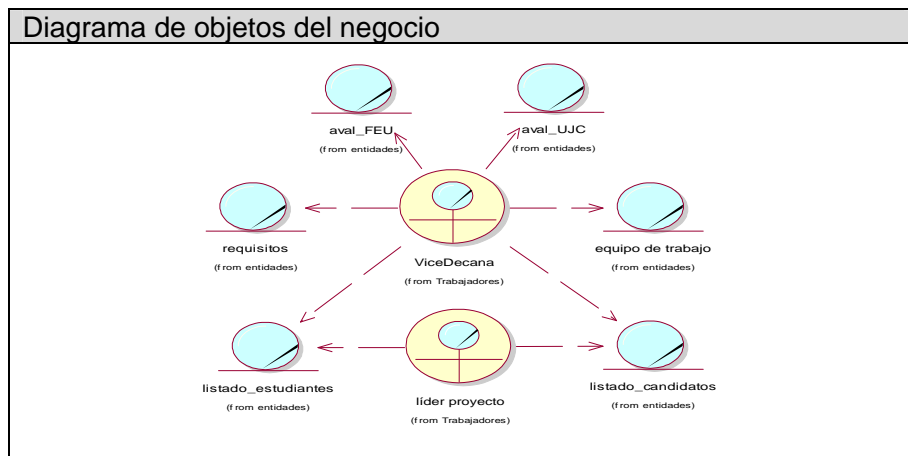 Diagrama de objetos del negocio
aval_FEU
(from entidades)
aval_UJC
(from entidades)
requisitos
(from entidades)
ViceDecana
(from Trabajadores)
equipo de trabajo
(from entidades)
listado_estudiantes
(from entidades)
líder proyecto
(from Trabajadores)
listado_candidatos
(from entidades)